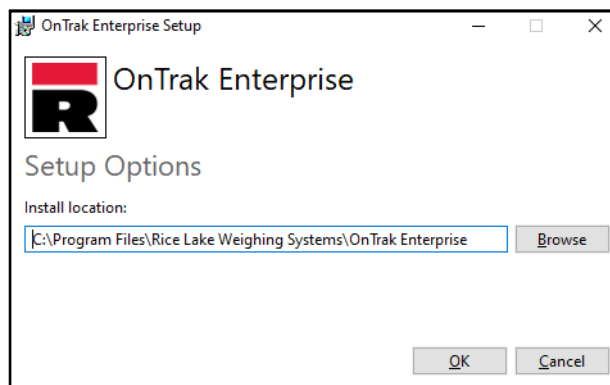 OnTrak Enterprise Setup
R
OnTrak Enterprise
Setup Options
Install location:
C:\Program Files\Rice Lake Weighing Systems\OnTrak Enterprise
Browse
OK
Cancel